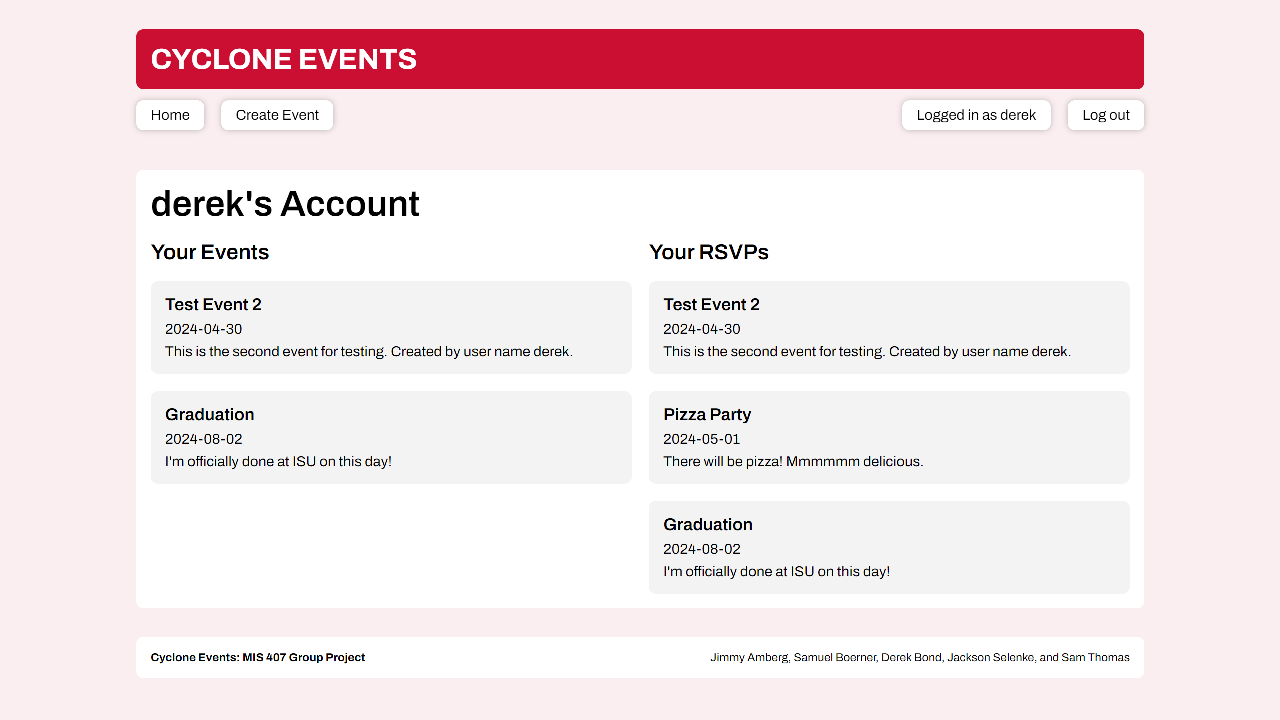 CYCLONE EVENTS
Home
Create Event
Logged in as derek
Log out
derek's Account
Your Events
Test Event 2
2024-04-30
This is the second event for testing. Created by user name derek.
Graduation
2024-08-02
I'm officially done at ISU on this day!
Your RSVPs
Test Event 2
2024-04-30
This is the second event for testing. Created by user name derek.
Pizza Party
2024-05-01
There will be pizza! Mmmmmm delicious.
Graduation
2024-08-02
I'm officially done at ISU on this day!
Cyclone Events: MIS 407 Group Project
Jimmy Amberg, Samuel Boerner, Derek Bond, Jackson Selenke, and Sam Thomas